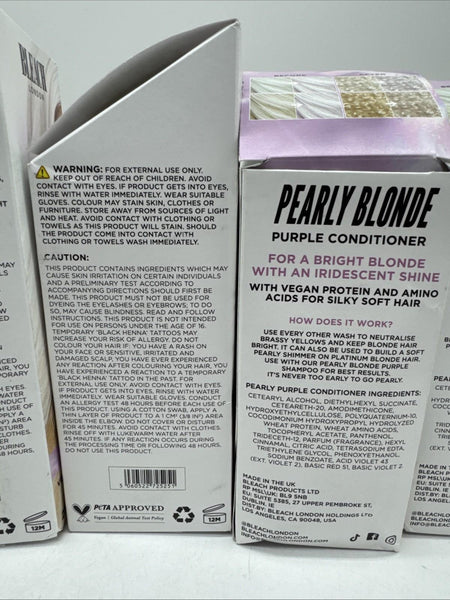 BLEACH
LONDON
WARNING: FOR EXTERNAL USE ONLY.
KEEP OUT OF REACH OF CHILDREN. AVOID
CONTACT WITH EYES. IF PRODUCT GETS INTO EYES,
RINSE WITH WATER IMMEDIATELY. WEAR SUITABLE
GLOVES. COLOUR MAY STAIN SKIN, CLOTHES OR
FURNITURE. STORE AWAY FROM SOURCES OF LIGHT
AND HEAT. AVOID CONTACT WITH CLOTHING OR
TOWELS AS THIS PRODUCT WILL STAIN. SHOULD
THE PRODUCT COME INTO CONTACT WITH
CLOTHING OR TOWELS WASH IMMEDIATELY.
CAUTION:
THIS PRODUCT CONTAINS INGREDIENTS WHICH MAY
CAUSE SKIN IRRITATION ON CERTAIN INDIVIDUALS
AND A PRELIMINARY TEST ACCORDING TO
ACCOMPANYING DIRECTIONS SHOULD FIRST BE
MADE. THIS PRODUCT MUST NOT BE USED FOR
DYEING THE EYELASHES OR EYEBROWS; TO DO
SO, MAY CAUSE BLINDNESS. READ AND FOLLOW
INSTRUCTIONS. THIS PRODUCT IS NOT INTENDED
FOR USE ON PERSONS UNDER THE AGE OF 16.
TEMPORARY 'BLACK HENNA' TATTOOS MAY
INCREASE YOUR RISK OF ALLERGY. DO NOT
COLOUR YOUR HAIR IF: YOU HAVE A RASH ON
YOUR FACE OR SENSITIVE, IRRITATED AND
DAMAGED SCALP, YOU HAVE EVER EXPERIENCED
ANY REACTION AFTER COLOURING YOUR HAIR, YOU
HAVE EXPERIENCED A REACTION TO A TEMPORARY
'BLACK HENNA' TATTOO IN THE PAST. FOR
EXTERNAL USE ONLY. AVOID CONTACT WITH EYES.
IF PRODUCT GETS INTO EYES, RINSE WITH WATER
IMMEDIATELY. WEAR SUITABLE GLOVES. CONDUCT
AN ALLERGY TEST 48 HOURS BEFORE EACH USE OF
THIS PRODUCT. USING A COTTON SWAB, APPLY A
THIN LAYER OF PRODUCT TO A 1 CM (3/8 IN²) AREA
INSIDE THE ELBOW. DO NOT COVER OR DISTURB
FOR 45 MINUTES. AVOID CONTACT WITH CLOTHES.
RINSE OFF WITH LUKEWARM WATER AFTER
45 MINUTES. IF ANY REACTION OCCURS DURING
THE APPLICATION OR THE FOLLOWING 48 HOURS,
DO NOT USE THIS PRODUCT.
PETA APPROVED
Vegan | Global Animal Test Policy
12M
PEARLY BLONDE
PURPLE CONDITIONER
FOR A BRIGHT BLONDE
WITH AN IRIDESCENT SHINE
WITH VEGAN PROTEIN AND AMINO
ACIDS FOR SILKY SOFT HAIR
HOW DOES IT WORK?
USE EVERY OTHER WASH TO NEUTRALISE
BRASSY YELLOWS AND KEEP BLONDE HAIR
BRIGHT. IT CAN ALSO BE USED TO BUILD A SOFT
PEARLY SHIMMER ON PLATINUM BLONDE HAIR.
USE WITH OUR PEARLY BLONDE PURPLE
SHAMPOO FOR BEST RESULTS.
IT'S NEVER TOO EARLY TO GO PEARLY.
PEARLY PURPLE CONDITIONER INGREDIENTS:
CETEARYL ALCOHOL, DIETHYLHEXYL SUCCINATE,
CETEARETH-20, AMODIMETHICONE,
HYDROXYETHYLCELLULOSE, POLYQUATERNIUM-10,
COCODIMONIUM HYDROXYPROPYL HYDROLYZED
WHEAT PROTEIN, WHEAT AMINO ACIDS,
TOCOPHERYL ACETATE, PANTHENOL,
TRIDECETH-12, PARFUM (FRAGRANCE), HEXYL
CINNAMAL, CITRIC ACID, TETRASODIUM EDTA,
TRIETHYLENE GLYCOL, PHENOXYETHANOL,
SODIUM BENZOATE, ACID VIOLET 43
(EXT. VIOLET 2), BASIC RED 51, BASIC VIOLET 2.
MADE IN THE UK
BLEACH PRODUCTS LTD
RP MSL\UK: BL9 5NB
EU: SUITE 5385, 27 UPPER PEMBROKE ST,
DUBLIN. IE
BLEACH LONDON HOLDINGS LTD
LOS ANGELES, CA 90048, USA
@BLEACHLONDON
BLEACHLONDON.COM
12M